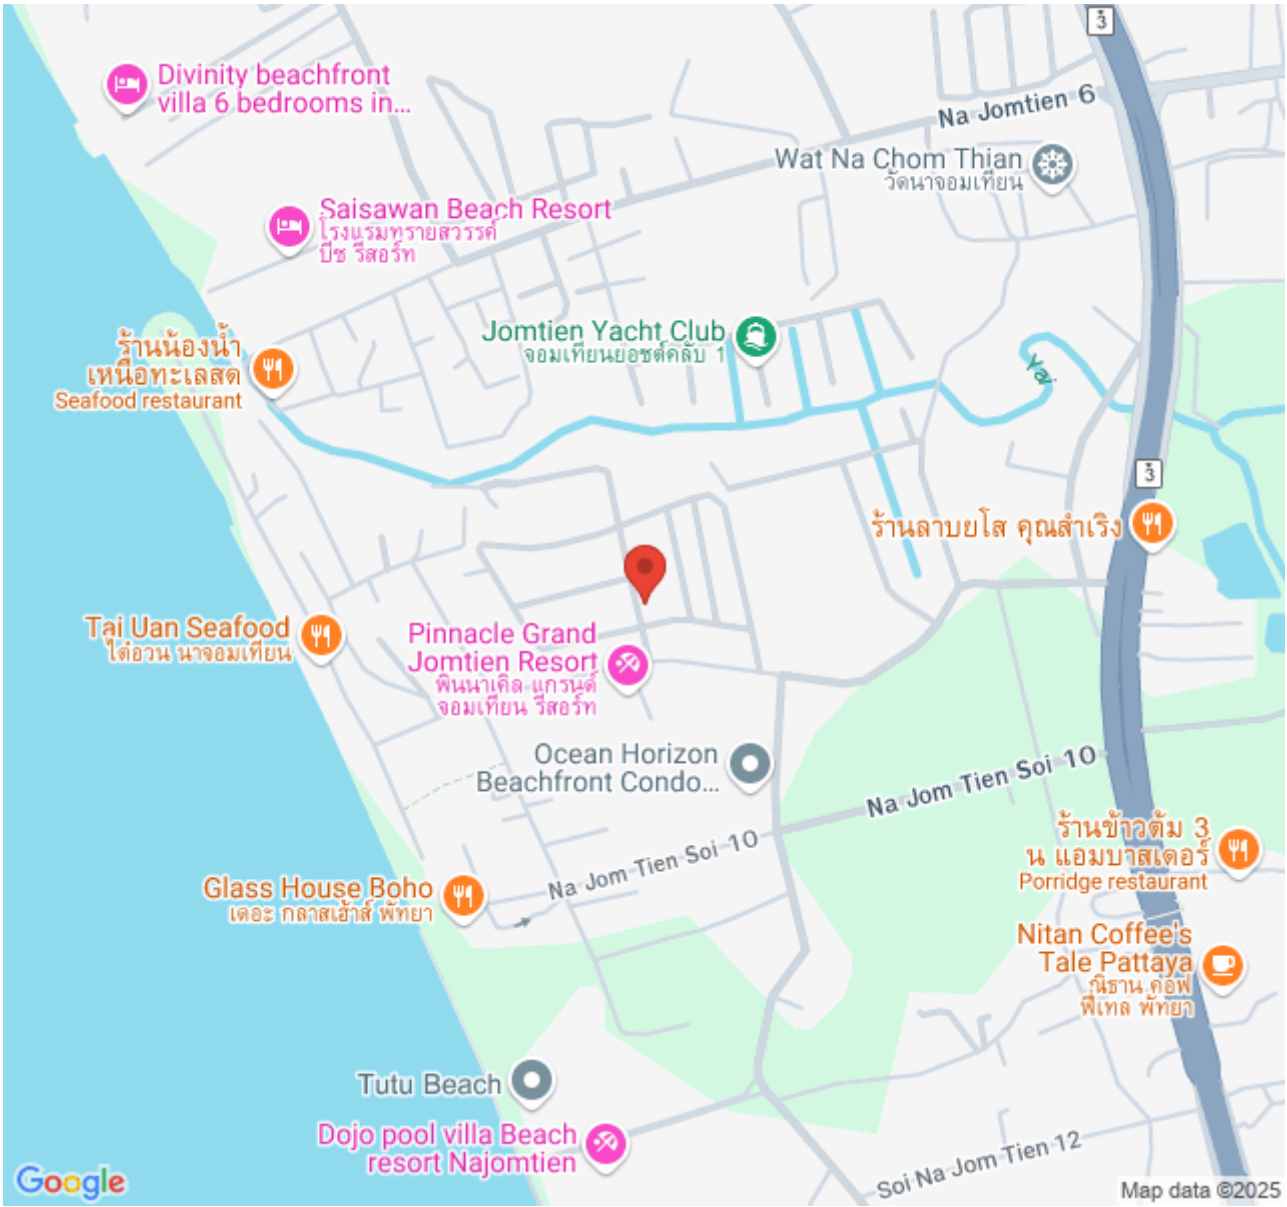 3
Divinity beachfront
villa 6 bedrooms in...
Na Jomtien 6
Wat Na Chom Thian
วัดนาจอมเทียน
Saisawan Beach Resort
โรงแรมทรายสวรรค์
บีช รีสอร์ท
Jomtien Yacht Club
จอมเทียนยอชต์คลับ 1
ร้านน้องน้ำ
เหนือทะเลสด
Seafood restaurant
Yai
3
ร้านลาบยโส คุณสำเริง
Tai Uan Seafood
ไต๋อวน นาจอมเทียน
Pinnacle Grand
Jomtien Resort
พินนาเคิล แกรนด์
จอมเทียน รีสอร์ท
Ocean Horizon
Beachfront Condo...
Na Jom Tien Soi 10
Na Jom Tien Soi 10
ร้านข้าวต้ม 3
น แอมบาสเดอร์
Porridge restaurant
Glass House Boho
เดอะ กลาสเฮ้าส์ พัทยา
Nitan Coffee's
Tale Pattaya
ณิธาน คอฟ
ฟี่เทล พัทยา
Tutu Beach
Dojo pool villa Beach
resort Najomtien
Soi Na Jom Tien 12
Google
Map data ©2025